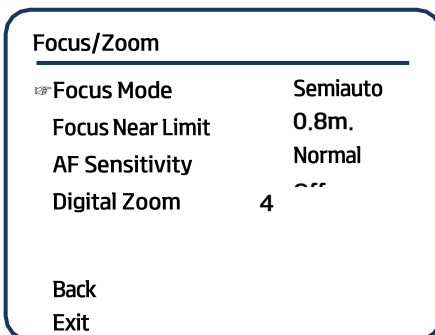 Focus/Zoom
☞Focus Mode Semiauto
Focus Near Limit 0.8m.
AF Sensitivity Normal
Digital Zoom 4
Back
Exit